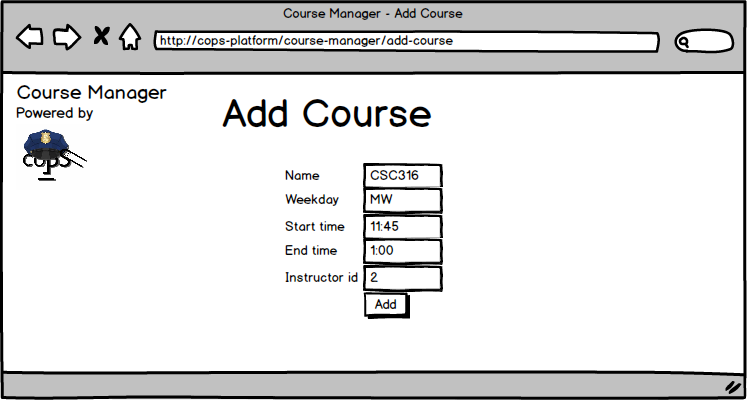 Course Manager - Add Course
http://cops-platform/course-manager/add-course
Course Manager
Powered by
COPS
Add Course
Name CSC316
Weekday MW
Start time 11:45
End time 1:00
Instructor id 2
Add